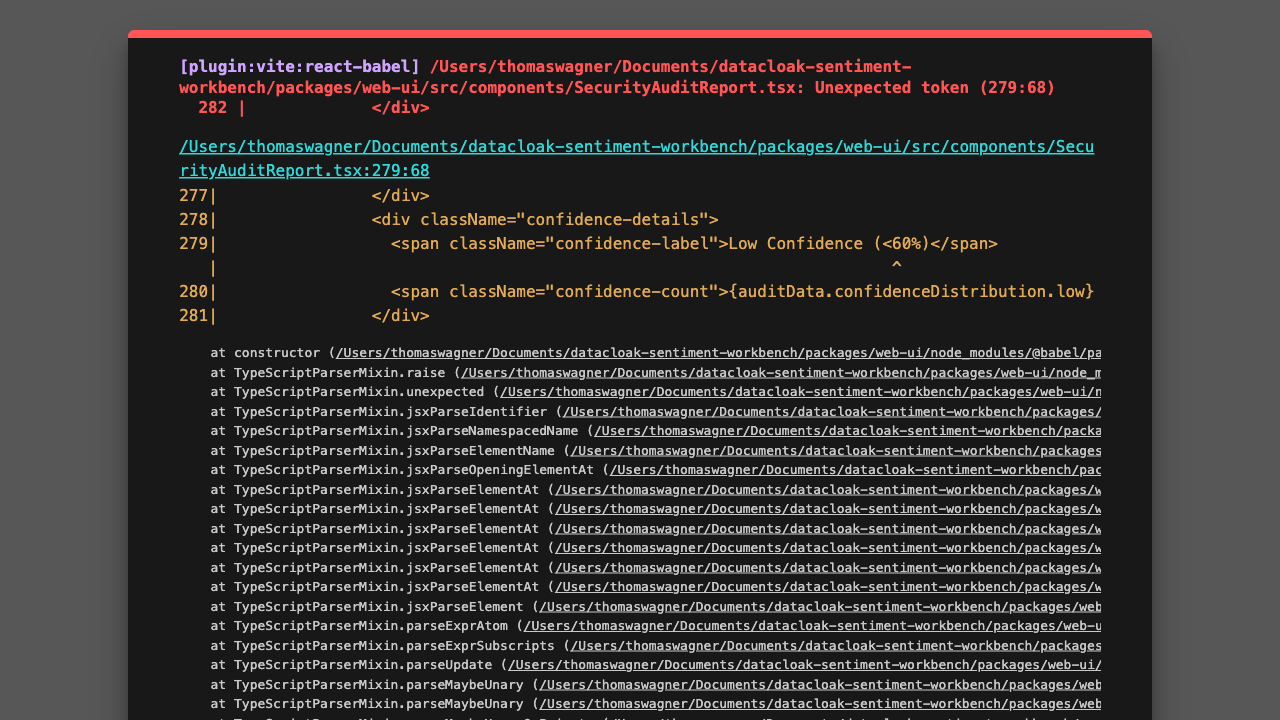 [plugin:vite:react-babel] /Users/thomaswagner/Documents/datacloak-sentiment-
workbench/packages/web-ui/src/components/SecurityAuditReport.tsx: Unexpected token (279:68)
  282 |             </div>
/Users/thomaswagner/Documents/datacloak-sentiment-workbench/packages/web-ui/src/components/Secu
rityAuditReport.tsx:279:68
277|                </div>
278|                <div className="confidence-details">
279|                  <span className="confidence-label">Low Confidence (<60%)</span>
   |                                                                      ^
280|                  <span className="confidence-count">{auditData.confidenceDistribution.low}
281|                </div>
at constructor (/Users/thomaswagner/Documents/datacloak-sentiment-workbench/packages/web-ui/node_modules/@babel/pa
at TypeScriptParserMixin.raise (/Users/thomaswagner/Documents/datacloak-sentiment-workbench/packages/web-ui/node_m
at TypeScriptParserMixin.unexpected (/Users/thomaswagner/Documents/datacloak-sentiment-workbench/packages/web-ui/n
at TypeScriptParserMixin.jsxParseIdentifier (/Users/thomaswagner/Documents/datacloak-sentiment-workbench/packages/
at TypeScriptParserMixin.jsxParseNamespacedName (/Users/thomaswagner/Documents/datacloak-sentiment-workbench/packa
at TypeScriptParserMixin.jsxParseElementName (/Users/thomaswagner/Documents/datacloak-sentiment-workbench/packages
at TypeScriptParserMixin.jsxParseOpeningElementAt (/Users/thomaswagner/Documents/datacloak-sentiment-workbench/pac
at TypeScriptParserMixin.jsxParseElementAt (/Users/thomaswagner/Documents/datacloak-sentiment-workbench/packages/w
at TypeScriptParserMixin.jsxParseElementAt (/Users/thomaswagner/Documents/datacloak-sentiment-workbench/packages/w
at TypeScriptParserMixin.jsxParseElementAt (/Users/thomaswagner/Documents/datacloak-sentiment-workbench/packages/w
at TypeScriptParserMixin.jsxParseElementAt (/Users/thomaswagner/Documents/datacloak-sentiment-workbench/packages/w
at TypeScriptParserMixin.jsxParseElementAt (/Users/thomaswagner/Documents/datacloak-sentiment-workbench/packages/w
at TypeScriptParserMixin.jsxParseElementAt (/Users/thomaswagner/Documents/datacloak-sentiment-workbench/packages/w
at TypeScriptParserMixin.jsxParseElement (/Users/thomaswagner/Documents/datacloak-sentiment-workbench/packages/web
at TypeScriptParserMixin.parseExprAtom (/Users/thomaswagner/Documents/datacloak-sentiment-workbench/packages/web-u
at TypeScriptParserMixin.parseExprSubscripts (/Users/thomaswagner/Documents/datacloak-sentiment-workbench/packages
at TypeScriptParserMixin.parseUpdate (/Users/thomaswagner/Documents/datacloak-sentiment-workbench/packages/web-ui/
at TypeScriptParserMixin.parseMaybeUnary (/Users/thomaswagner/Documents/datacloak-sentiment-workbench/packages/web
at TypeScriptParserMixin.parseMaybeUnary (/Users/thomaswagner/Documents/datacloak-sentiment-workbench/packages/web